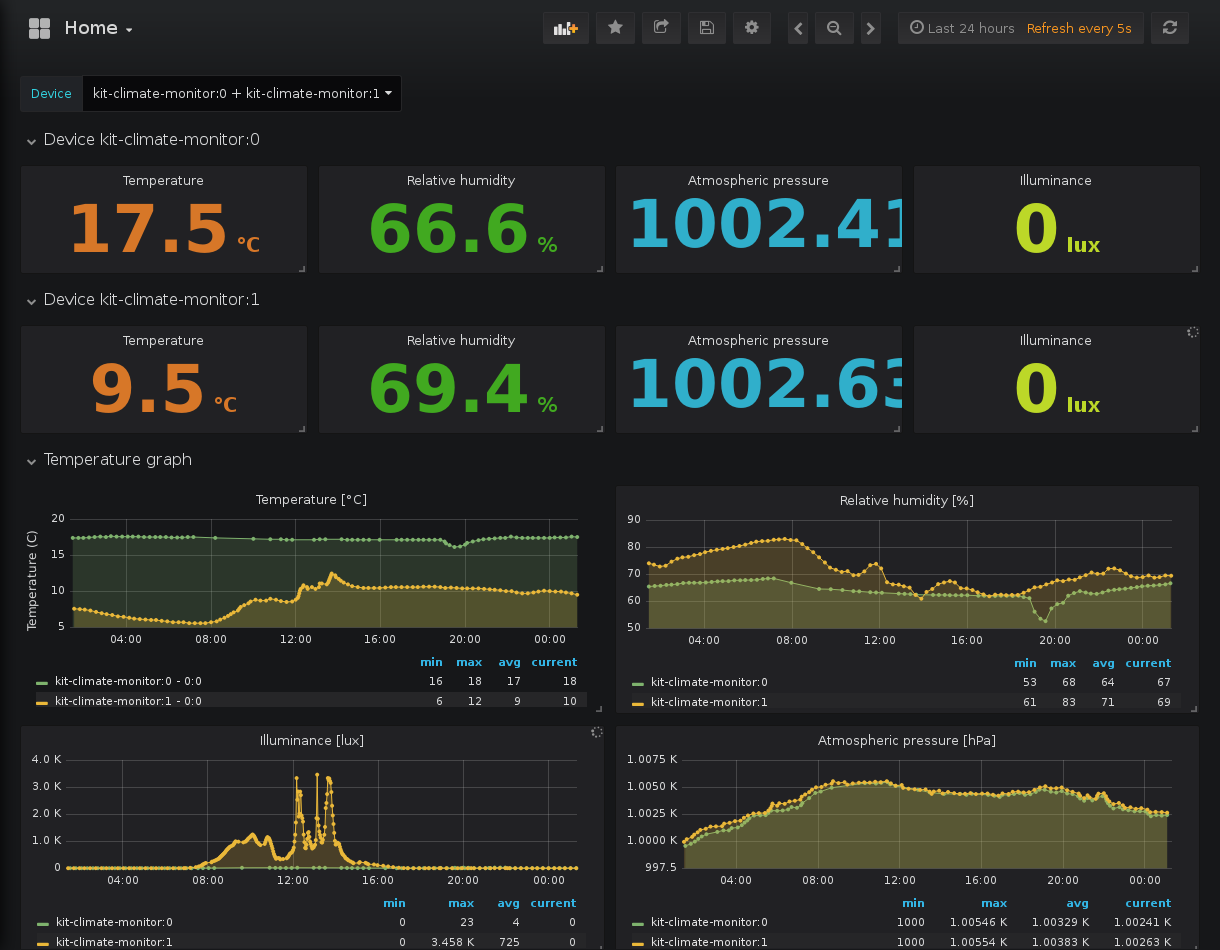 Home
Last 24 hours Refresh every 5s
Device kit-climate-monitor:0 + kit-climate-monitor:1
Device kit-climate-monitor:0
Temperature Relative humidity Atmospheric pressure Illuminance
17.5 °C 66.6 % 1002.41 0 lux
Device kit-climate-monitor:1
Temperature Relative humidity Atmospheric pressure Illuminance
9.5 °C 69.4 % 1002.63 0 lux
Temperature graph
Temperature [°C]
Temperature (C)
20
15
10
5
04:00 08:00 12:00 16:00 20:00 00:00
min max avg current
kit-climate-monitor:0 - 0:0 16 18 17 18
kit-climate-monitor:1 - 0:0 6 12 9 10
Relative humidity [%]
90
80
70
60
50
04:00 08:00 12:00 16:00 20:00 00:00
min max avg current
kit-climate-monitor:0 53 68 64 67
kit-climate-monitor:1 61 83 71 69
Illuminance [lux]
4.0 K
3.0 K
2.0 K
1.0 K
0
04:00 08:00 12:00 16:00 20:00 00:00
min max avg current
kit-climate-monitor:0 0 23 4 0
kit-climate-monitor:1 0 3.458 K 725 0
Atmospheric pressure [hPa]
1.0075 K
1.0050 K
1.0025 K
1.0000 K
997.5
04:00 08:00 12:00 16:00 20:00 00:00
min max avg current
kit-climate-monitor:0 1000 1.00546 K 1.00329 K 1.00241 K
kit-climate-monitor:1 1000 1.00554 K 1.00383 K 1.00263 K